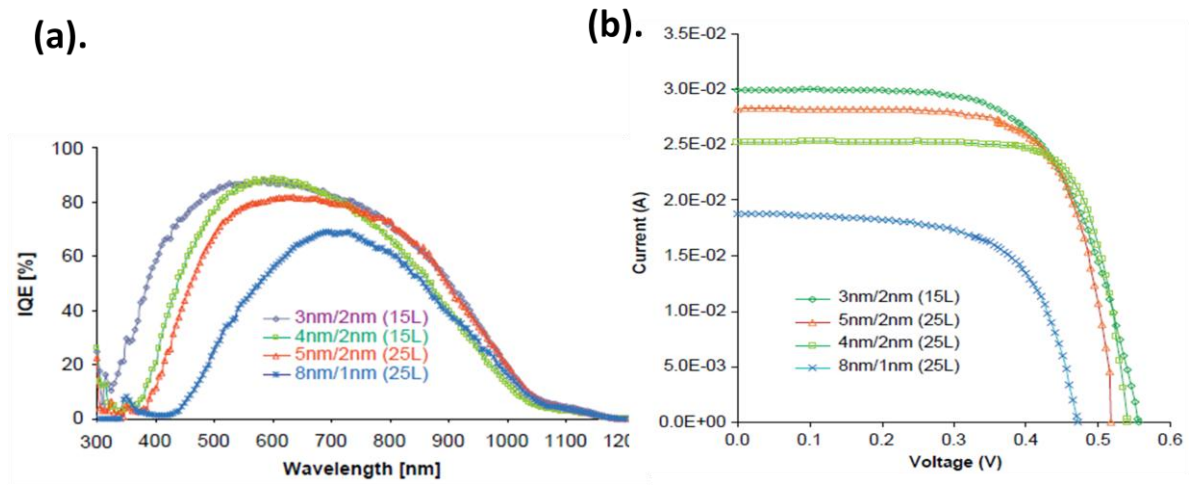 (a).
100
80
60
40
20
0
IQE [%]
3nm/2nm (15L)
4nm/2nm (15L)
5nm/2nm (25L)
8nm/1nm (25L)
300 400 500 600 700 800 900 1000 1100 120
Wavelength [nm]
(b).
3.5E-02
3.0E-02
2.5E-02
2.0E-02
1.5E-02
1.0E-02
5.0E-03
0.0E+00
Current (A)
3nm/2nm (15L)
5nm/2nm (25L)
4nm/2nm (25L)
8nm/1nm (25L)
0.0 0.1 0.2 0.3 0.4 0.5 0.6
Voltage (V)